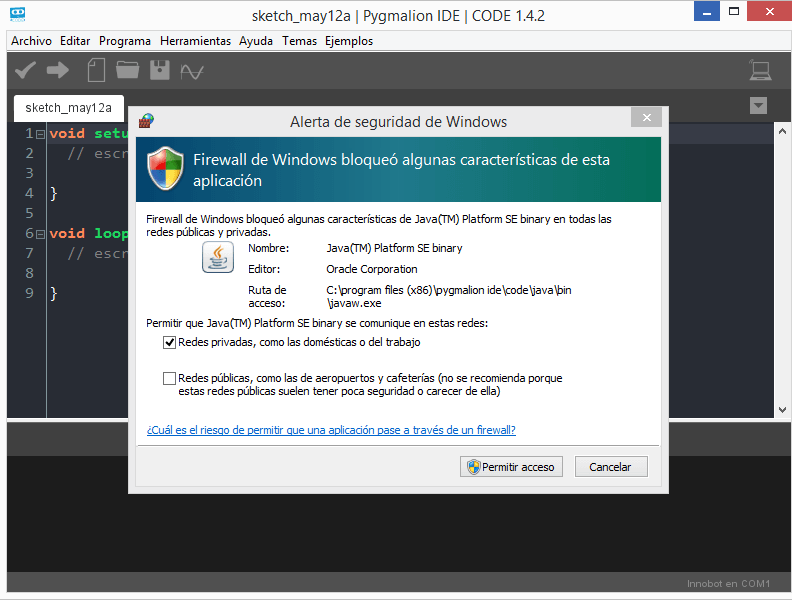 sketch_may12a | Pygmalion IDE | CODE 1.4.2
Archivo Editar Programa Herramientas Ayuda Temas Ejemplos
sketch_may12a
1 void setu
2 // escr
3
4 }
5
6 void loop
7 // escr
8
9 }
Alerta de seguridad de Windows
Firewall de Windows bloqueó algunas características de esta
aplicación
Firewall de Windows bloqueó algunas características de Java(TM) Platform SE binary en todas las
redes públicas y privadas.
Nombre: Java(TM) Platform SE binary
Editor: Oracle Corporation
Ruta de C:\program files (x86)\pygmalion ide\code\java\bin
acceso: \javaw.exe
Permitir que Java(TM) Platform SE binary se comunique en estas redes:
Redes privadas, como las domésticas o del trabajo
Redes públicas, como las de aeropuertos y cafeterías (no se recomienda porque
estas redes públicas suelen tener poca seguridad o carecer de ella)
¿Cuál es el riesgo de permitir que una aplicación pase a través de un firewall?
Permitir acceso Cancelar
Innobot en COM1